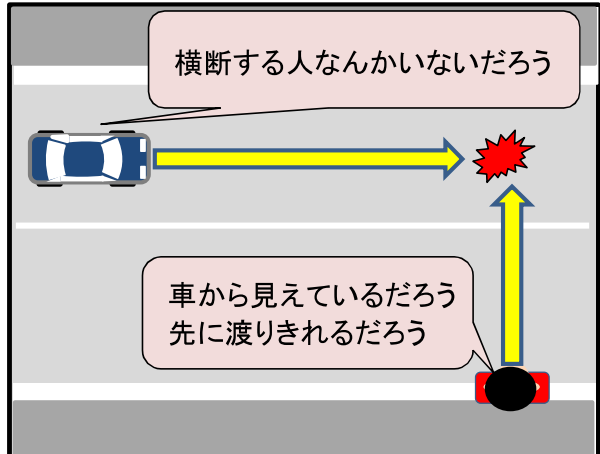 横断する人なんかいないだろう
車から見えているだろう
先に渡りきれるだろう